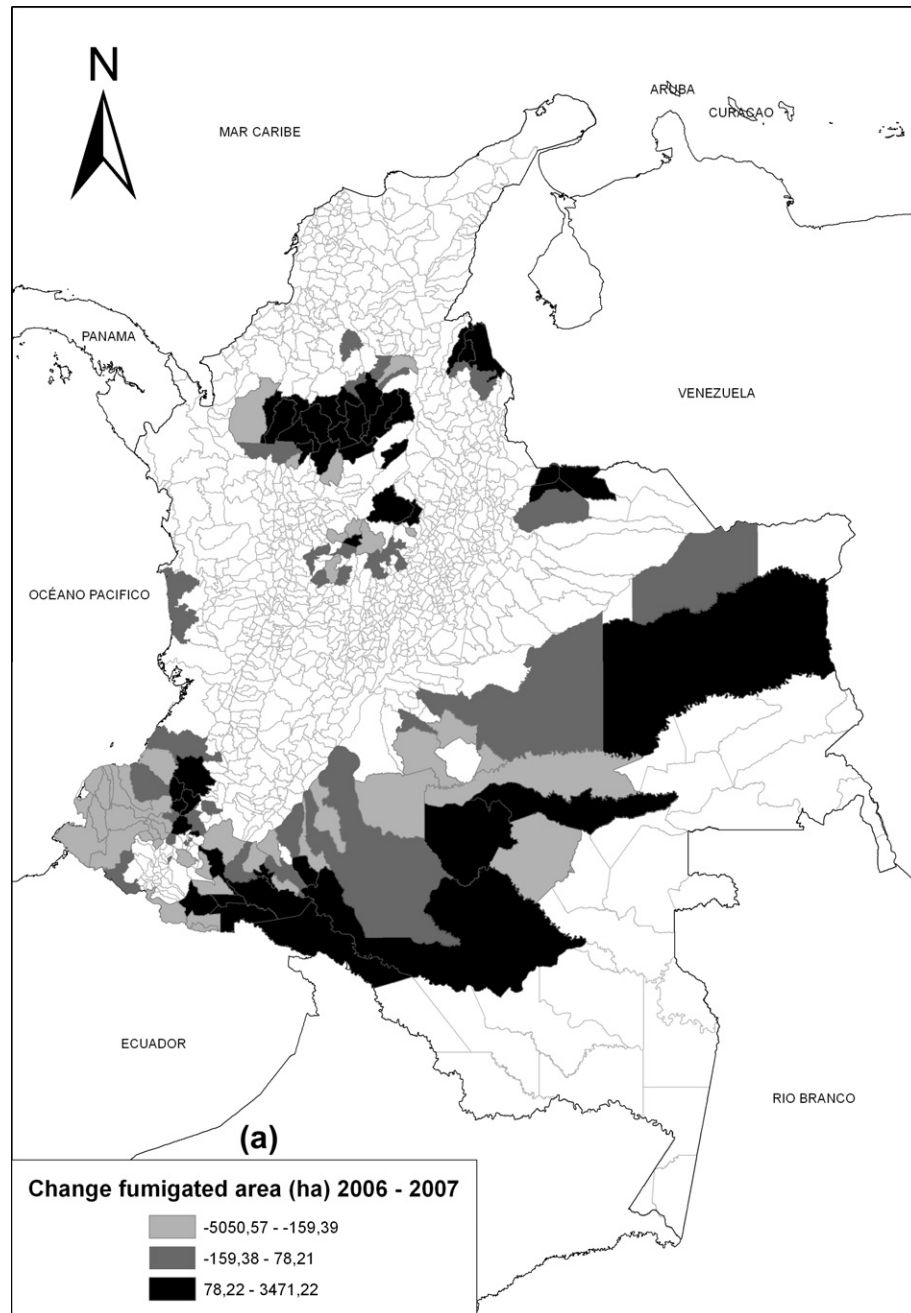 N
ARUBA
CURACAO
MAR CARIBE
PANAMA
VENEZUELA
OCÉANO PACIFICO
ECUADOR
RIO BRANCO
(a)
Change fumigated area (ha) 2006 - 2007
-5050,57 - -159,39
-159,38 - 78,21
78,22 - 3471,22